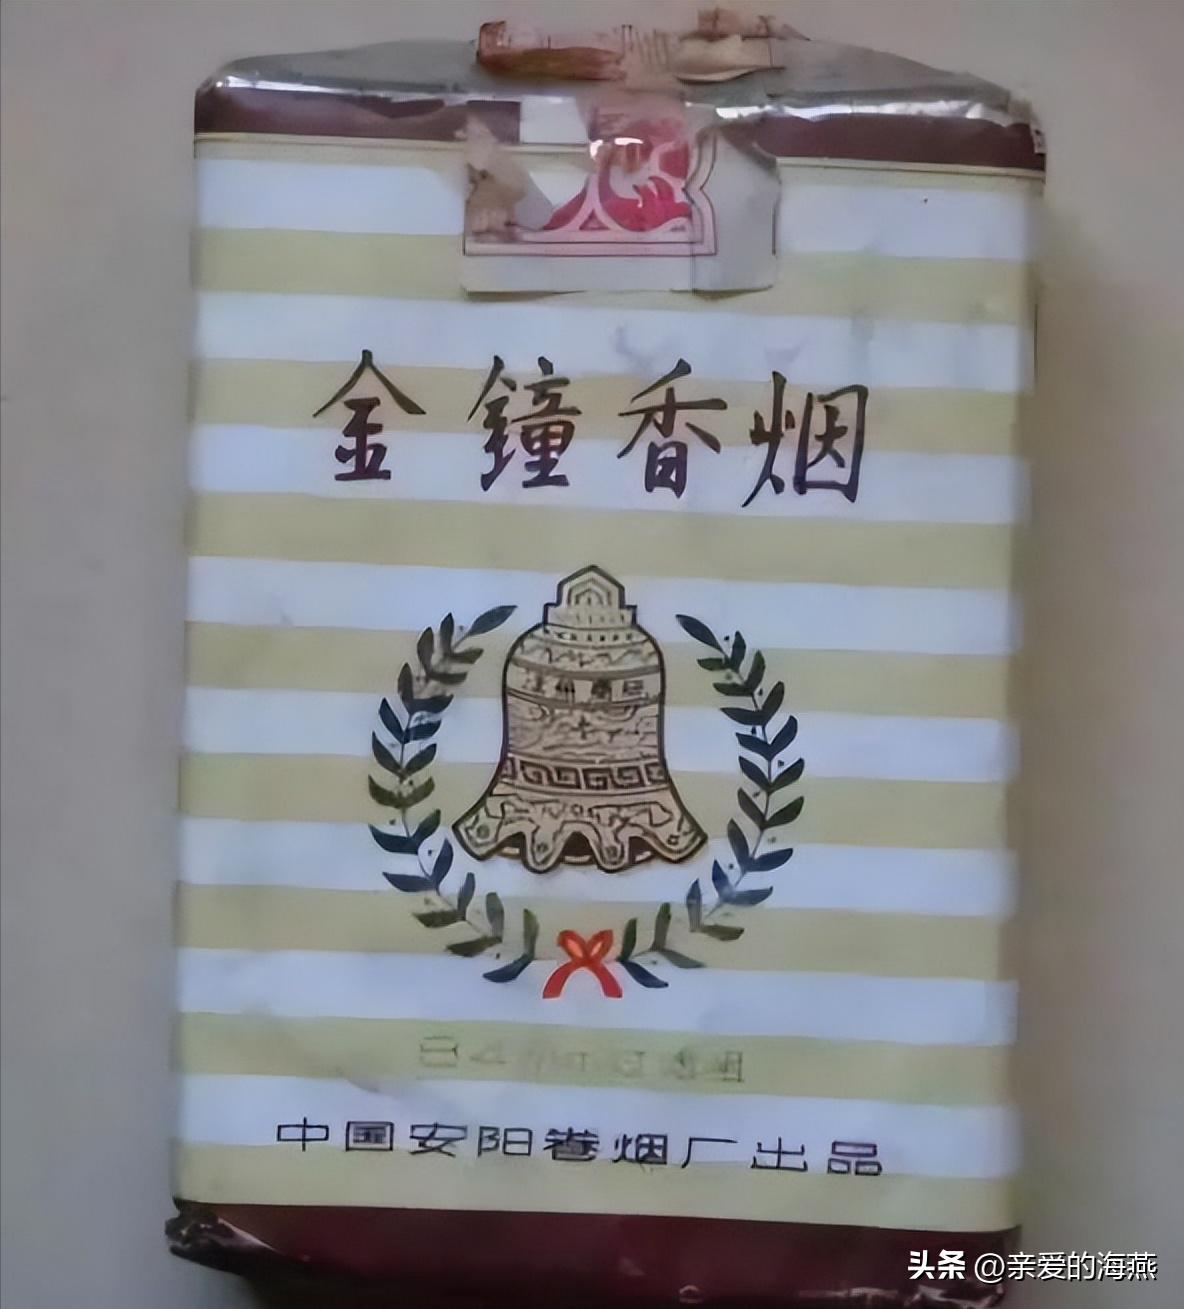 金鐘香烟
中国安阳卷烟厂出品
头条 @亲爱的海燕